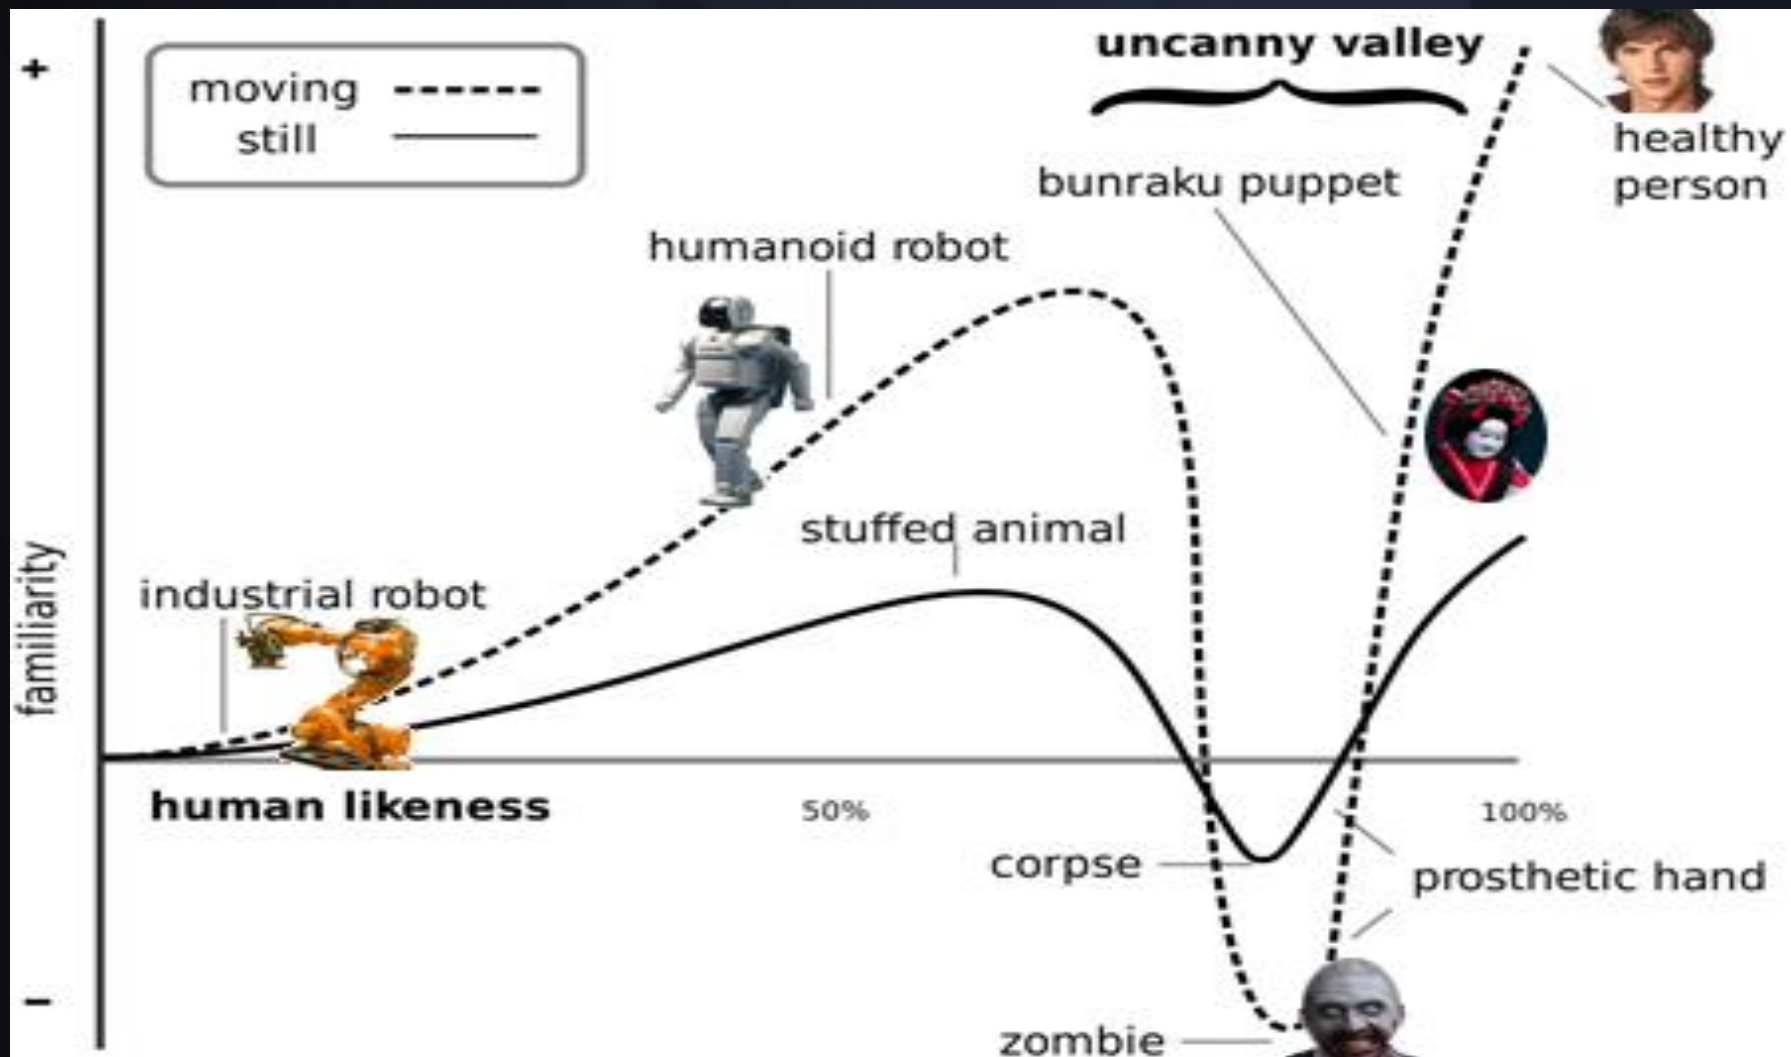 +
uncanny valley
moving
still
healthy
person
bunraku puppet
humanoid robot
stuffed animal
industrial robot
familiarity
human likeness
50%
100%
corpse
prosthetic hand
–
zombie